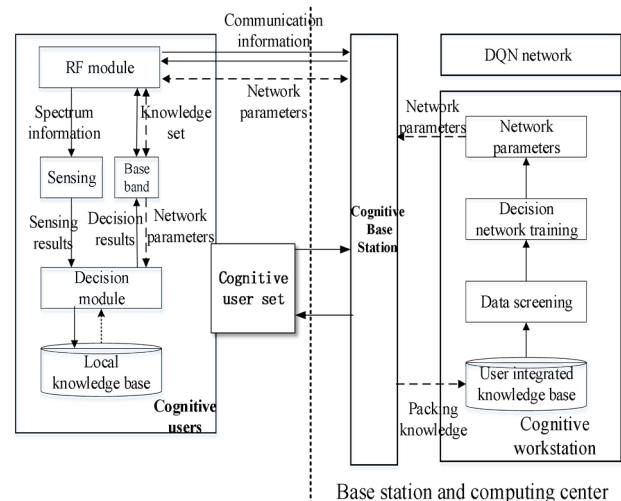 Communication
information
RF module
DQN network
Network
parameters
Spectrum
information
Knowledge
set
Network
parameters
Network
parameters
Sensing
Base
band
Cognitive
Base
Station
Decision
network training
Sensing
results
Decision
results
Network
parameters
Cognitive
user set
Decision
module
Data screening
Local
knowledge base
User integrated
knowledge base
Cognitive
users
Packing
knowledge
Cognitive
workstation
Base station and computing center